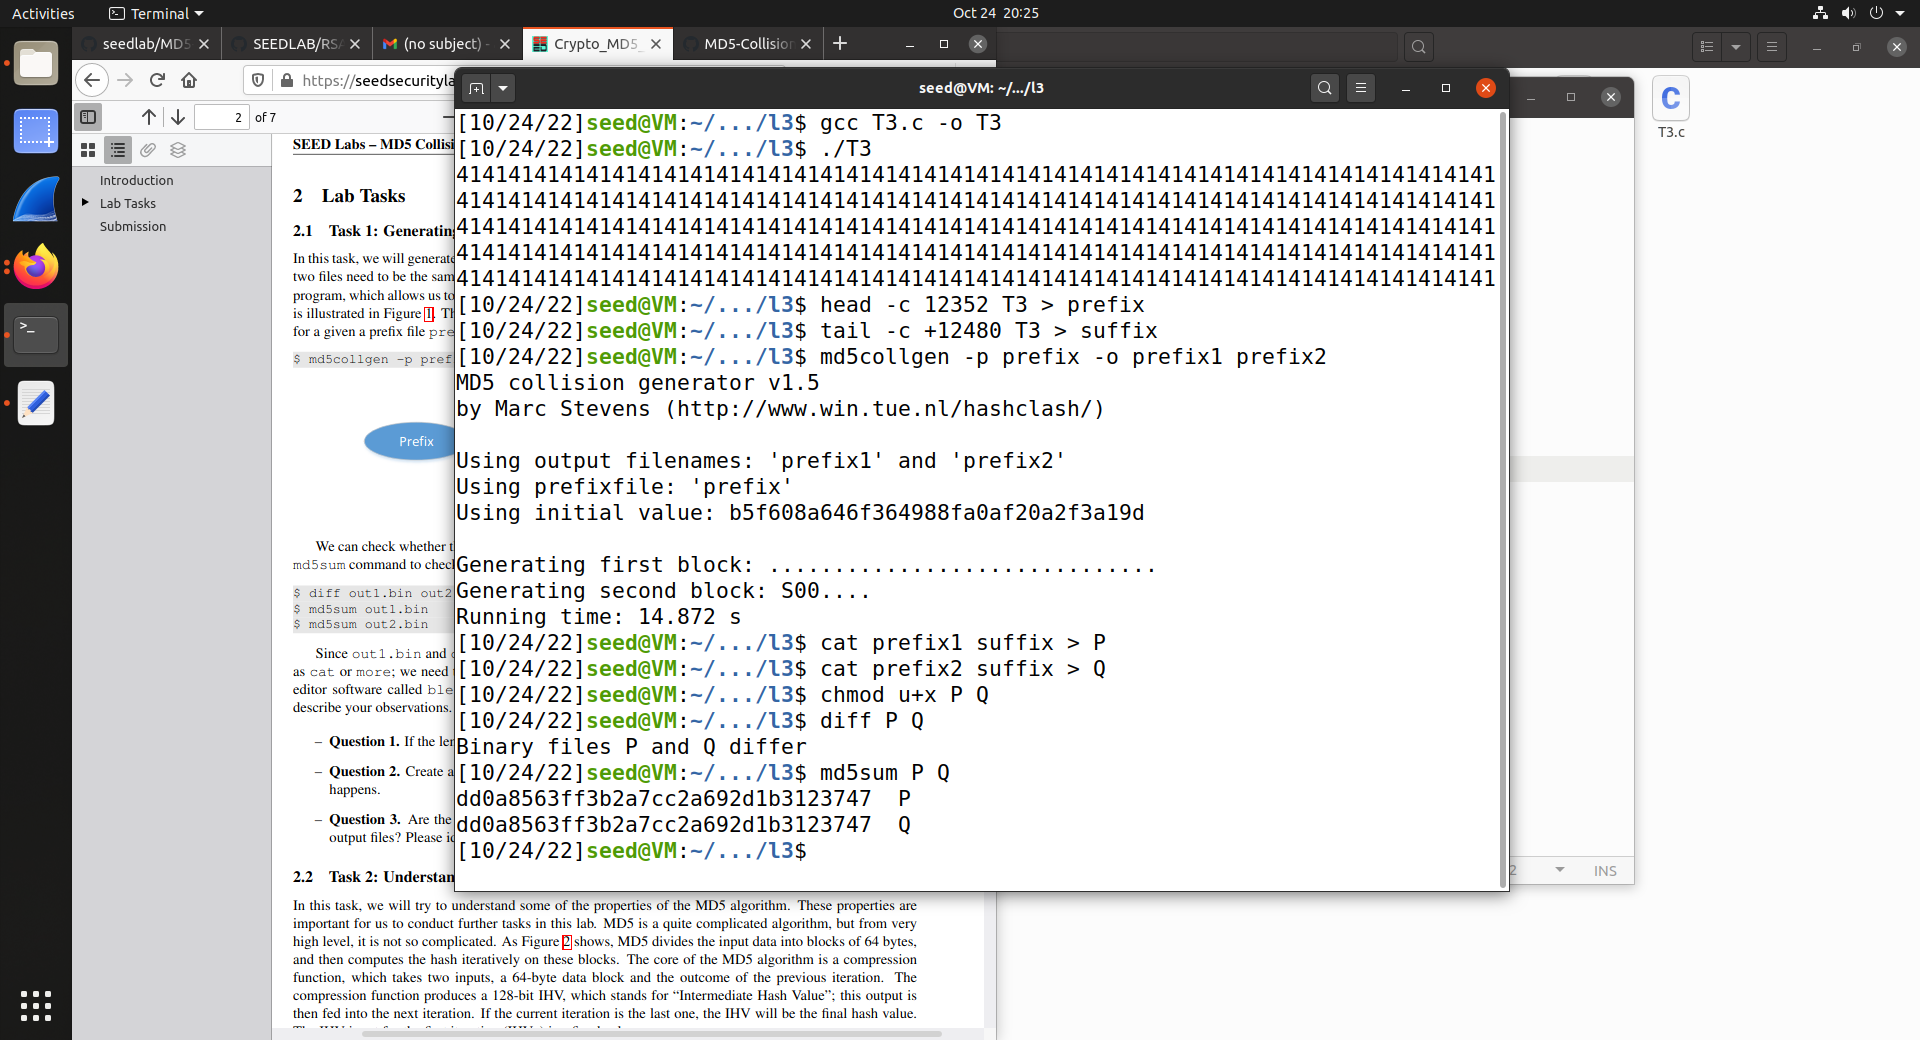 Activities
Terminal
Oct 24 20:25
seedlab/MD5
SEEDLAB/RSA
(no subject) -
Crypto_MD5_
MD5-Collision
https://seedsecurityla
2 of 7
Introduction
Lab Tasks
Submission
SEED Labs – MD5 Collisi
2 Lab Tasks
2.1 Task 1: Generating
In this task, we will generate
two files need to be the sam
program, which allows us to
is illustrated in Figure 1. Th
for a given a prefix file pre
$ md5collgen -p pref
Prefix
We can check whether t
md5sum command to chec
$ diff out1.bin out2
$ md5sum out1.bin
$ md5sum out2.bin
Since out1.bin and o
as cat or more; we need t
editor software called ble
describe your observations.
– Question 1. If the len
– Question 2. Create a
happens.
– Question 3. Are the
output files? Please id
2.2 Task 2: Understan
In this task, we will try to understand some of the properties of the MD5 algorithm. These properties are
important for us to conduct further tasks in this lab. MD5 is a quite complicated algorithm, but from very
high level, it is not so complicated. As Figure 2 shows, MD5 divides the input data into blocks of 64 bytes,
and then computes the hash iteratively on these blocks. The core of the MD5 algorithm is a compression
function, which takes two inputs, a 64-byte data block and the outcome of the previous iteration. The
compression function produces a 128-bit IHV, which stands for “Intermediate Hash Value”; this output is
then fed into the next iteration. If the current iteration is the last one, the IHV will be the final hash value.
seed@VM: ~/.../l3
[10/24/22]seed@VM:~/.../l3$ gcc T3.c -o T3
[10/24/22]seed@VM:~/.../l3$ ./T3
41414141414141414141414141414141414141414141414141414141414141414141414141414141
41414141414141414141414141414141414141414141414141414141414141414141414141414141
41414141414141414141414141414141414141414141414141414141414141414141414141414141
41414141414141414141414141414141414141414141414141414141414141414141414141414141
41414141414141414141414141414141414141414141414141414141414141414141414141414141
[10/24/22]seed@VM:~/.../l3$ head -c 12352 T3 > prefix
[10/24/22]seed@VM:~/.../l3$ tail -c +12480 T3 > suffix
[10/24/22]seed@VM:~/.../l3$ md5collgen -p prefix -o prefix1 prefix2
MD5 collision generator v1.5
by Marc Stevens (http://www.win.tue.nl/hashclash/)
Using output filenames: 'prefix1' and 'prefix2'
Using prefixfile: 'prefix'
Using initial value: b5f608a646f364988fa0af20a2f3a19d
Generating first block: ..............................
Generating second block: S00....
Running time: 14.872 s
[10/24/22]seed@VM:~/.../l3$ cat prefix1 suffix > P
[10/24/22]seed@VM:~/.../l3$ cat prefix2 suffix > Q
[10/24/22]seed@VM:~/.../l3$ chmod u+x P Q
[10/24/22]seed@VM:~/.../l3$ diff P Q
Binary files P and Q differ
[10/24/22]seed@VM:~/.../l3$ md5sum P Q
dd0a8563ff3b2a7cc2a692d1b3123747  P
dd0a8563ff3b2a7cc2a692d1b3123747  Q
[10/24/22]seed@VM:~/.../l3$
2 INS
C
T3.c